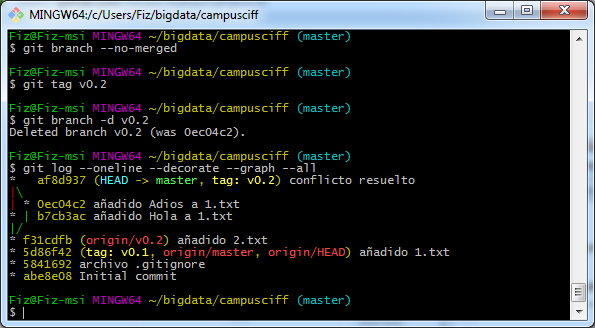 MINGW64:/c/Users/Fiz/bigdata/campusciff
Fiz@Fiz-msi MINGW64 ~/bigdata/campusciff (master)
$ git branch --no-merged
Fiz@Fiz-msi MINGW64 ~/bigdata/campusciff (master)
$ git tag v0.2
Fiz@Fiz-msi MINGW64 ~/bigdata/campusciff (master)
$ git branch -d v0.2
Deleted branch v0.2 (was 0ec04c2).
Fiz@Fiz-msi MINGW64 ~/bigdata/campusciff (master)
$ git log --oneline --decorate --graph --all
*   af8d937 (HEAD -> master, tag: v0.2) conflicto resuelto
|\
| * 0ec04c2 añadido Adios a 1.txt
* | b7cb3ac añadido Hola a 1.txt
|/
* f31cdfb (origin/v0.2) añadido 2.txt
* 5d86f42 (tag: v0.1, origin/master, origin/HEAD) añadido 1.txt
* 5841692 archivo .gitignore
* abe8e08 Initial commit
Fiz@Fiz-msi MINGW64 ~/bigdata/campusciff (master)
$